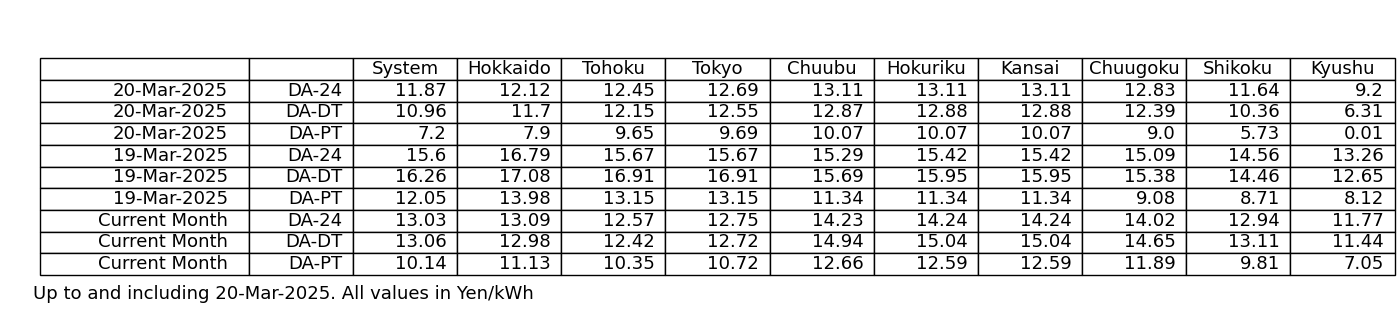 System Hokkaido Tohoku Tokyo Chuubu Hokuriku Kansai Chuugoku Shikoku Kyushu
20-Mar-2025 DA-24 11.87 12.12 12.45 12.69 13.11 13.11 13.11 12.83 11.64 9.2
20-Mar-2025 DA-DT 10.96 11.7 12.15 12.55 12.87 12.88 12.88 12.39 10.36 6.31
20-Mar-2025 DA-PT 7.2 7.9 9.65 9.69 10.07 10.07 10.07 9.0 5.73 0.01
19-Mar-2025 DA-24 15.6 16.79 15.67 15.67 15.29 15.42 15.42 15.09 14.56 13.26
19-Mar-2025 DA-DT 16.26 17.08 16.91 16.91 15.69 15.95 15.95 15.38 14.46 12.65
19-Mar-2025 DA-PT 12.05 13.98 13.15 13.15 11.34 11.34 11.34 9.08 8.71 8.12
Current Month DA-24 13.03 13.09 12.57 12.75 14.23 14.24 14.24 14.02 12.94 11.77
Current Month DA-DT 13.06 12.98 12.42 12.72 14.94 15.04 15.04 14.65 13.11 11.44
Current Month DA-PT 10.14 11.13 10.35 10.72 12.66 12.59 12.59 11.89 9.81 7.05
Up to and including 20-Mar-2025. All values in Yen/kWh